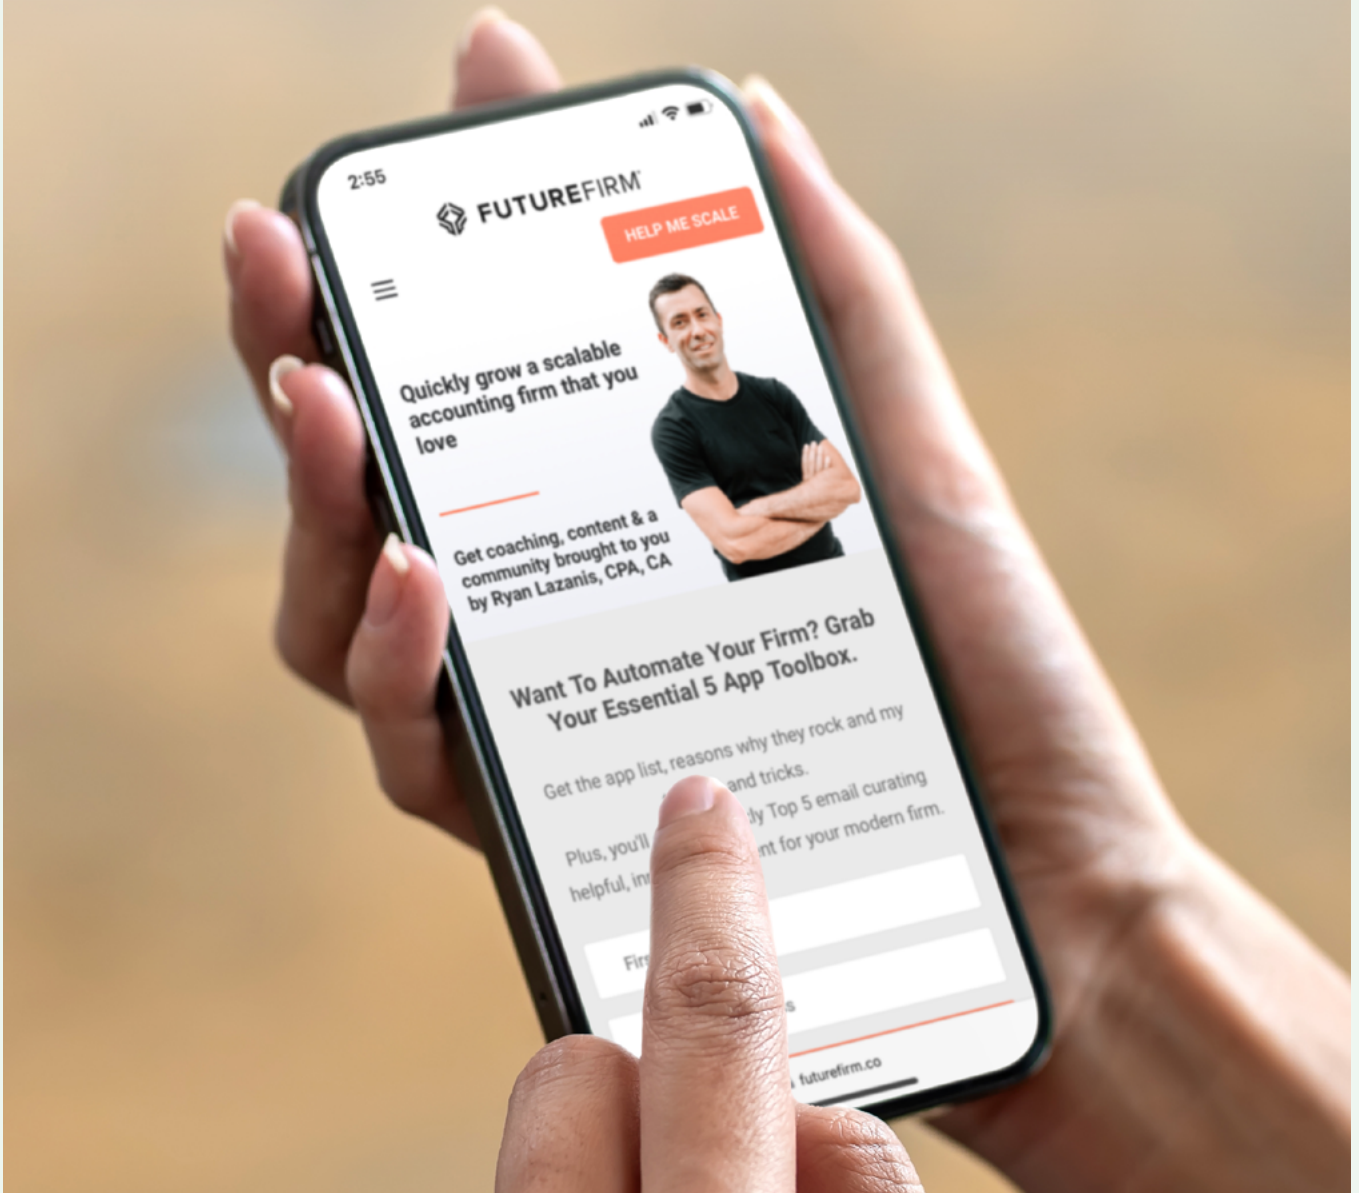 2:55
FUTUREFIRM
HELP ME SCALE
Quickly grow a scalable
accounting firm that you
love
Get coaching, content & a
community brought to you
by Ryan Lazanis, CPA, CA
Want To Automate Your Firm? Grab
Your Essential 5 App Toolbox.
Get the app list, reasons why they rock and my
and tricks.
Plus, you'll Top 5 email curating
helpful, for your modern firm.
futurefirm.co